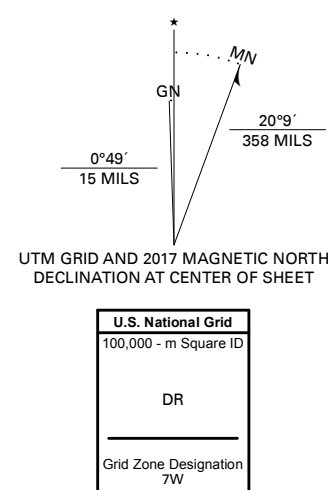 ★
MN
GN
0°49´
15 MILS
20°9´
358 MILS
UTM GRID AND 2017 MAGNETIC NORTH
DECLINATION AT CENTER OF SHEET
U.S. National Grid
100,000 - m Square ID
DR
Grid Zone Designation
7W